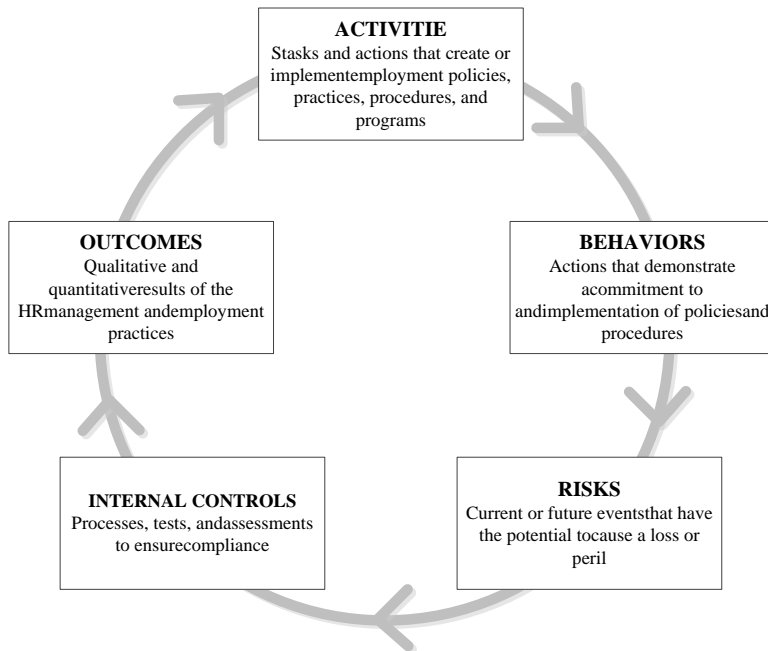 ACTIVITIE
Stasks and actions that create or
implementemployment policies,
practices, procedures, and
programs
OUTCOMES
Qualitative and
quantitativeresults of the
HRmanagement andemployment
practices
BEHAVIORS
Actions that demonstrate
acommitment to
andimplementation of policiesand
procedures
INTERNAL CONTROLS
Processes, tests, andassessments
to ensurecompliance
RISKS
Current or future eventsthat have
the potential tocause a loss or
peril